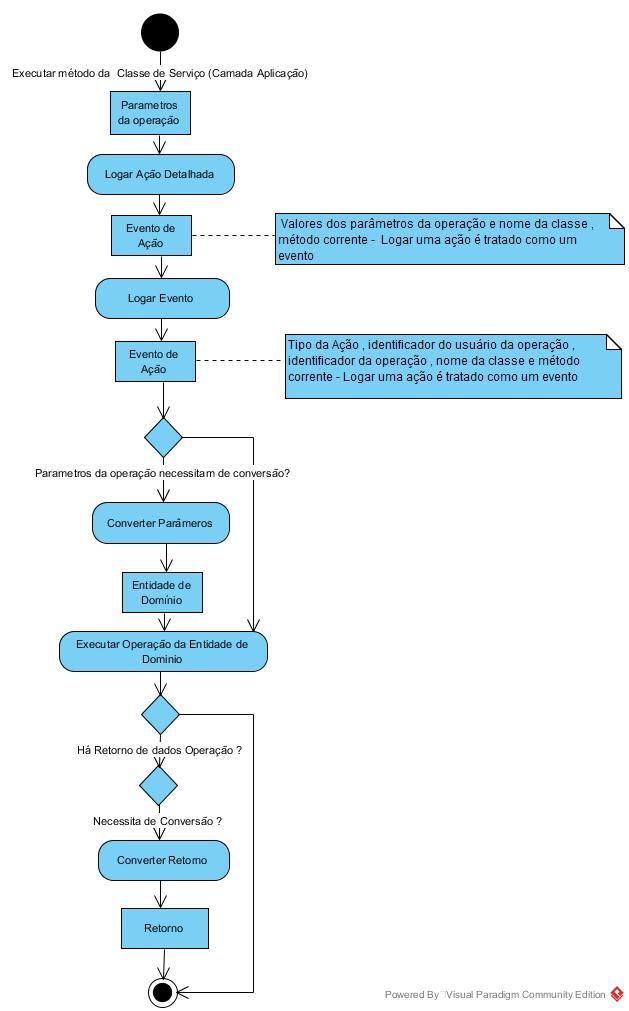 Executar método da  Classe de Serviço (Camada Aplicação)
Parametros
da operação
Logar Ação Detalhada
Evento de
Ação
Valores dos parâmetros da operação e nome da classe ,
método corrente -  Logar uma ação é tratado como um
evento
Logar Evento
Evento de
Ação
Tipo da Ação , identificador do usuário da operação ,
identificador da operação , nome da classe e método
corrente - Logar uma ação é tratado como um evento
Parametros da operação necessitam de conversão?
Converter Parâmeros
Entidade de
Domínio
Executar Operação da Entidade de
Dominio
Há Retorno de dados Operação ?
Necessita de Conversão ?
Converter Retorno
Retorno
Powered By Visual Paradigm Community Edition